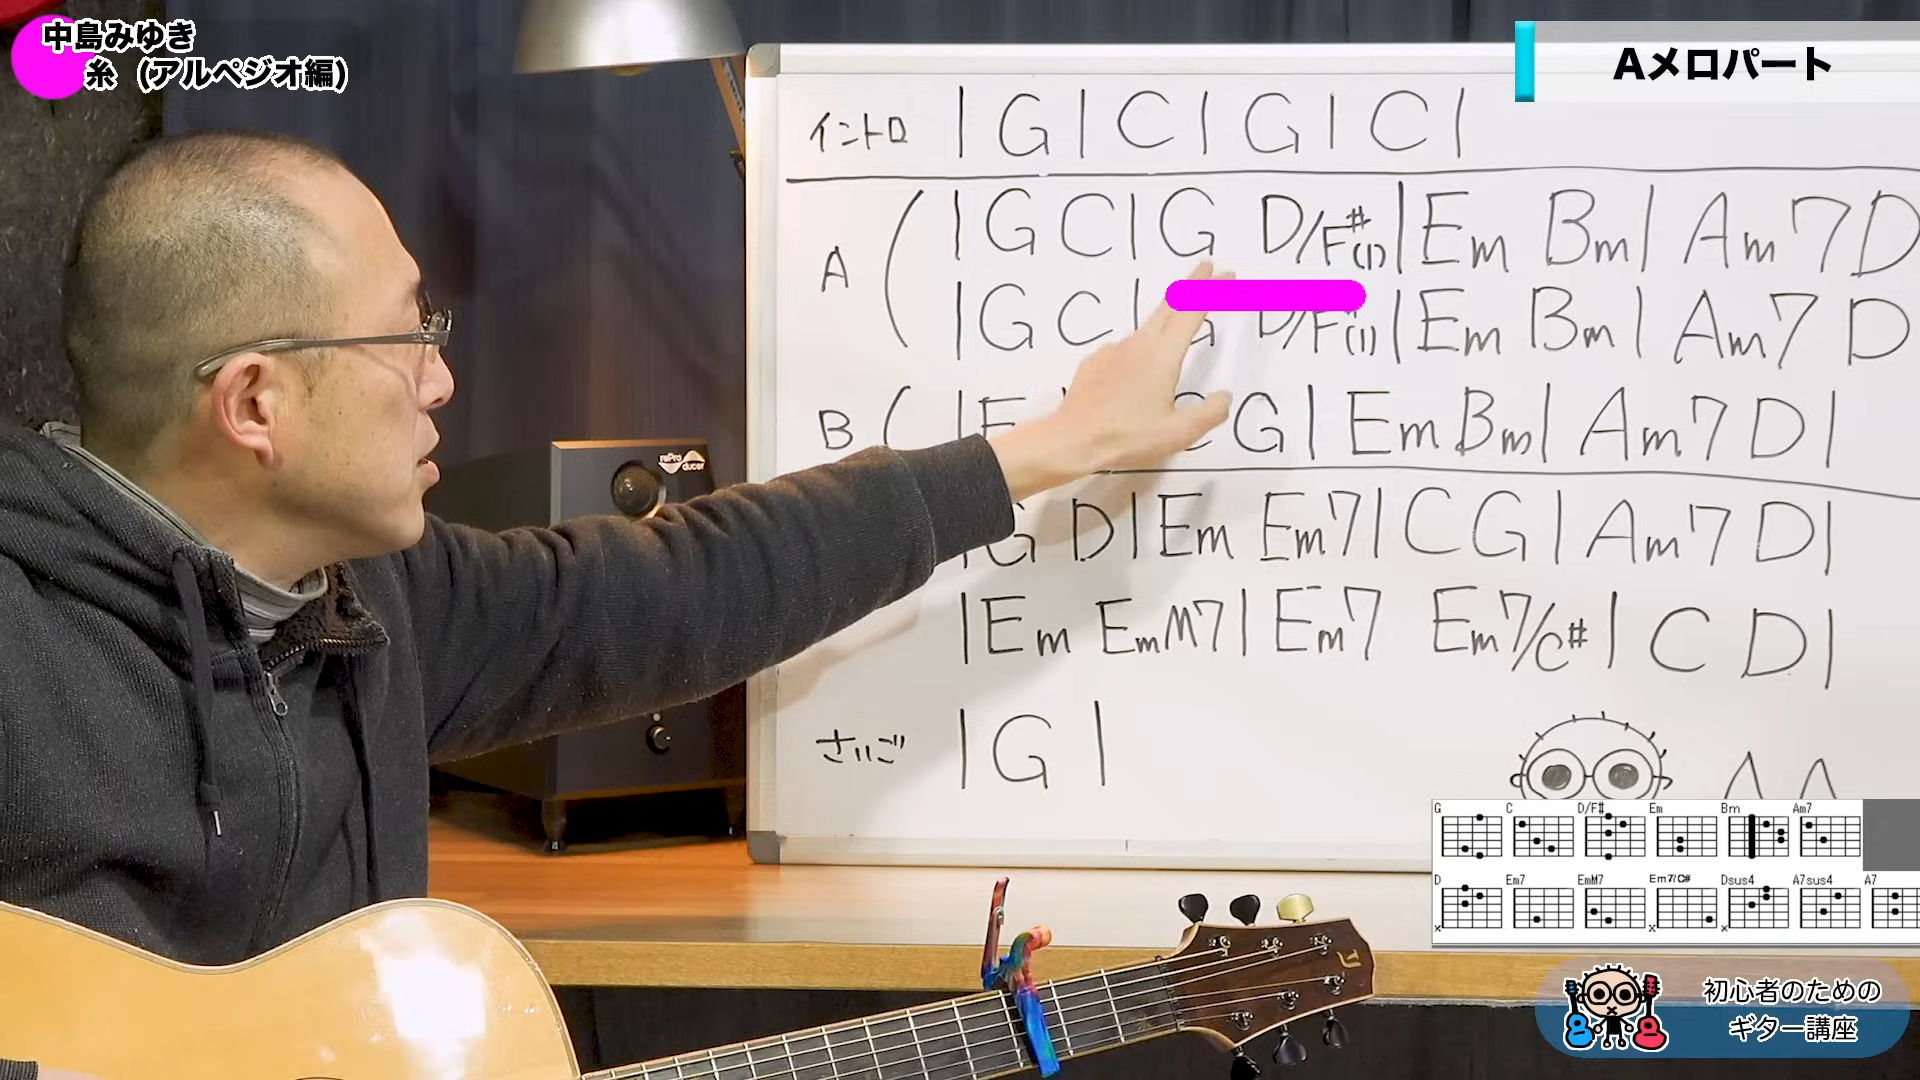 中島みゆき
糸 (アルペジオ編)
Aメロパート
イントロ | G | C | G | C |
A ( | G C | G D/F#(1) | Em Bm | Am7 D
| G C | G D/F#(1) | Em Bm | Am7 D
B ( | E C G | Em Bm | Am7 D |
| G D | Em Em7 | C G | Am7 D |
| Em EmM7 | Em7 Em7/C# | C D |
さいご | G |
rePro
ducer
G C D/F# Em Bm Am7
D Em7 EmM7 Em7/C# Dsus4 A7sus4 A7
初心者のための
ギター講座